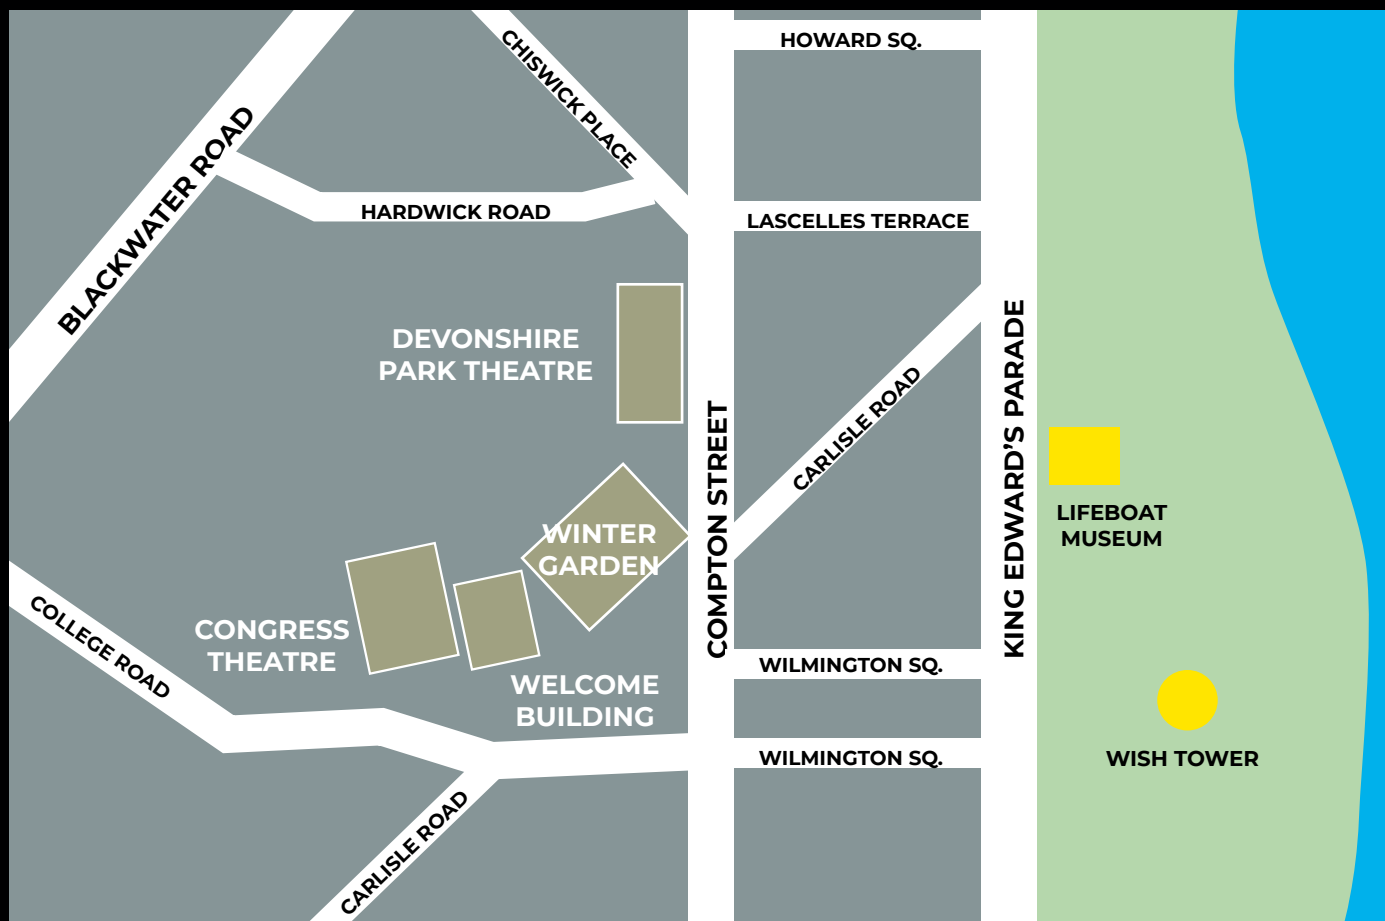 HOWARD SQ.
CHISWICK PLACE
BLACKWATER ROAD
HARDWICK ROAD
LASCELLES TERRACE
DEVONSHIRE
PARK THEATRE
CARLISLE ROAD
COMPTON STREET
KING EDWARD'S PARADE
WINTER
GARDEN
LIFEBOAT
MUSEUM
COLLEGE ROAD
CONGRESS
THEATRE
WELCOME
BUILDING
WILMINGTON SQ.
WILMINGTON SQ.
WISH TOWER
CARLISLE ROAD